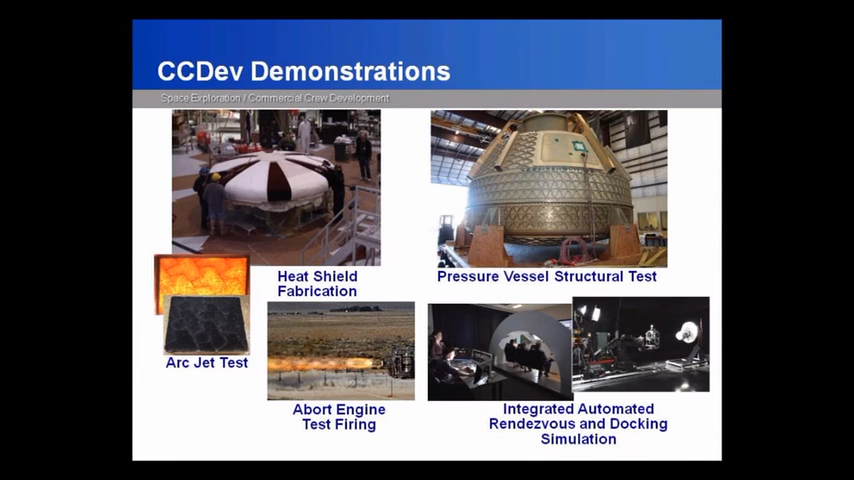 CCDev Demonstrations
Space Exploration / Commercial Crew Development
Heat Shield
Fabrication
Pressure Vessel Structural Test
Arc Jet Test
Abort Engine
Test Firing
Integrated Automated
Rendezvous and Docking
Simulation